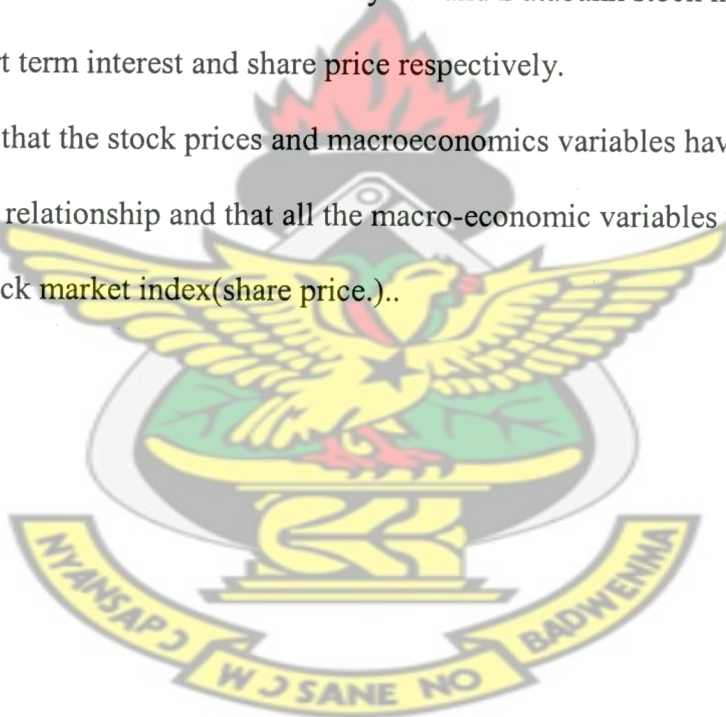 t term interest and share price respectively.
that the stock prices and macroeconomics variables hav
relationship and that all the macro-economic variables
ck market index(share price.)..
NYANSAPƆ WƆSANE NO BADWENMA